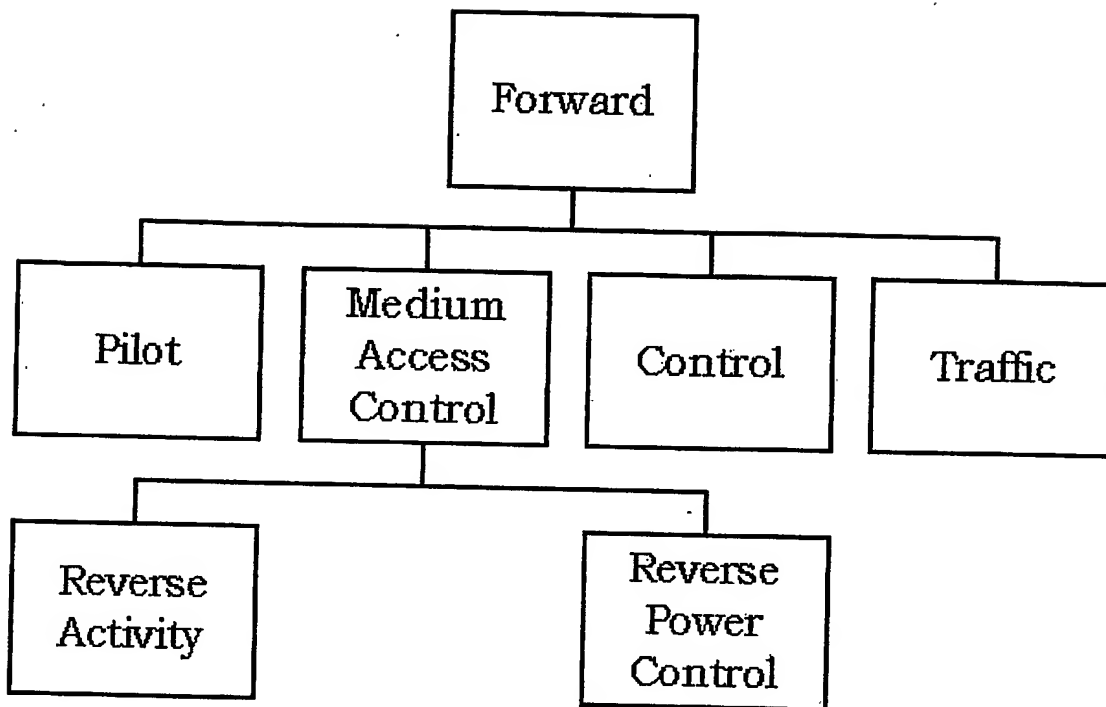 Forward
Pilot
Medium
Access
Control
Control
Traffic
Reverse
Activity
Reverse
Power
Control